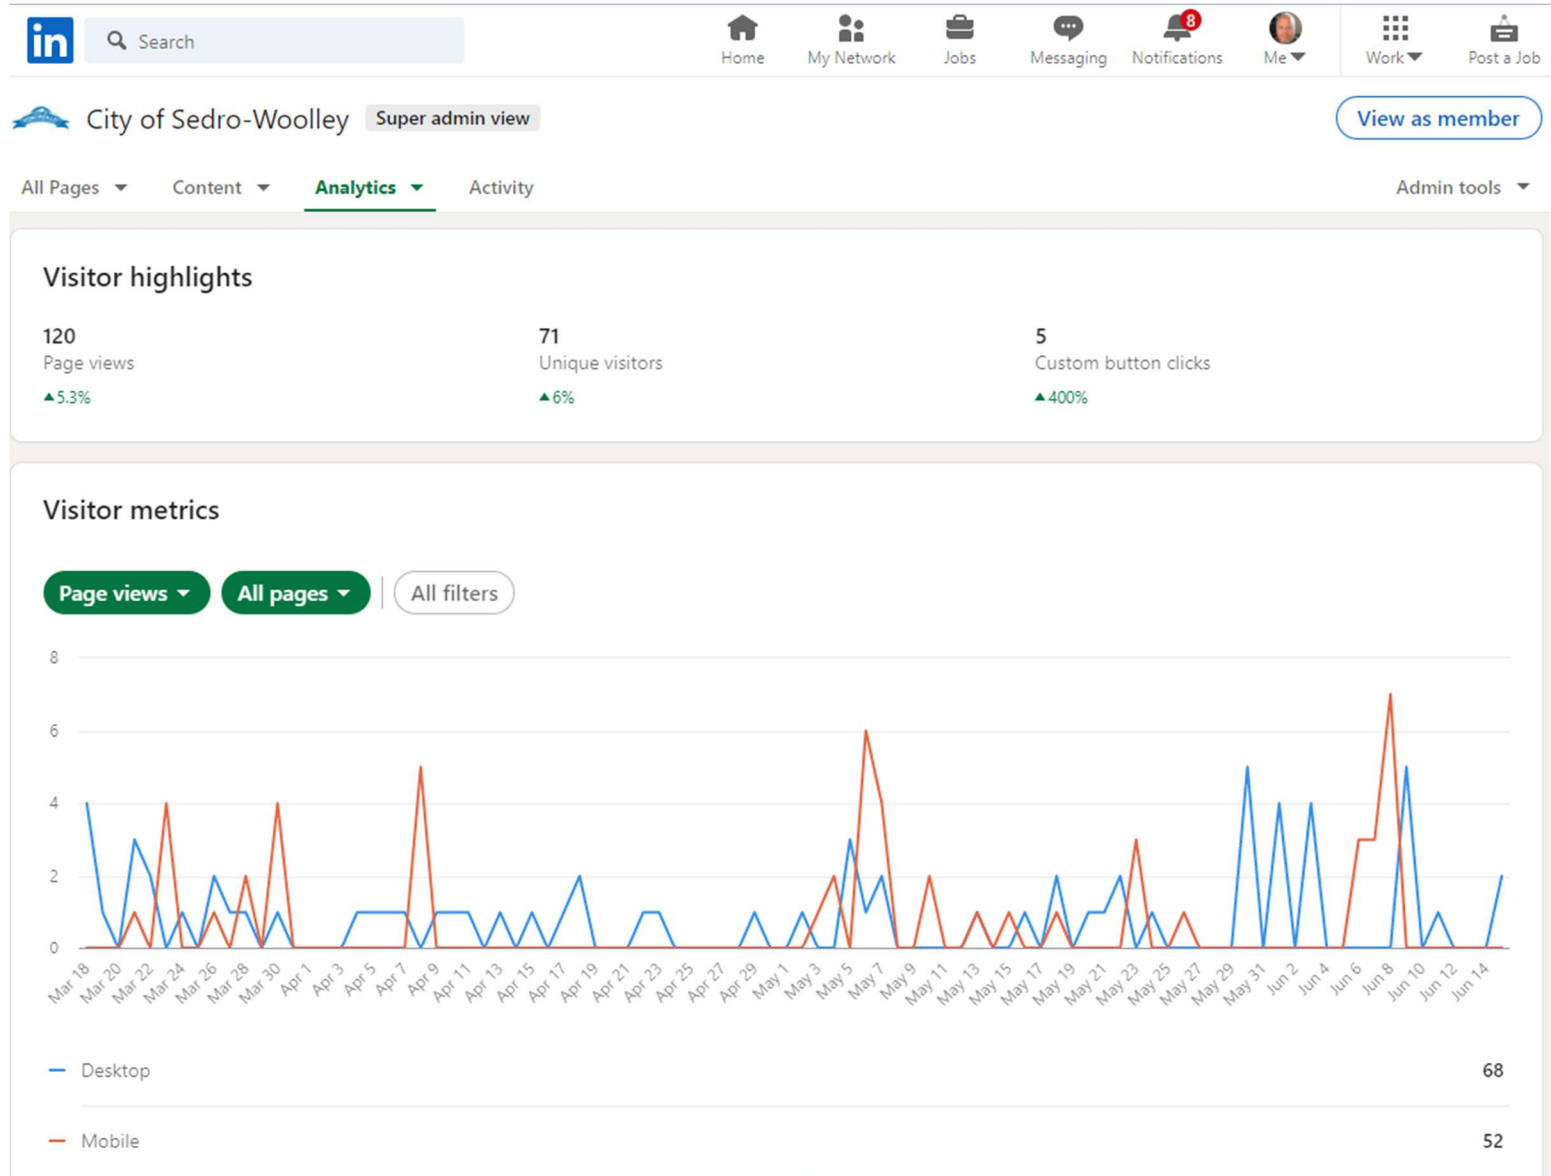 in Search
8
Home My Network Jobs Messaging Notifications Me Work Post a Job
City of Sedro-Woolley Super admin view View as member
All Pages Content Analytics Activity Admin tools
Visitor highlights
120 71 5
Page views Unique visitors Custom button clicks
▲5.3% ▲6% ▲400%
Visitor metrics
Page views All pages All filters
8
6
4
2
0
Mar 18 Mar 20 Mar 22 Mar 24 Mar 26 Mar 28 Mar 30 Apr 1 Apr 3 Apr 5 Apr 7 Apr 9 Apr 11 Apr 13 Apr 15 Apr 17 Apr 19 Apr 21 Apr 23 Apr 25 Apr 27 Apr 29 May 1 May 3 May 5 May 7 May 9 May 11 May 13 May 15 May 17 May 19 May 21 May 23 May 25 May 27 May 29 May 31 Jun 2 Jun 4 Jun 6 Jun 8 Jun 10 Jun 12 Jun 14
Desktop 68
Mobile 52